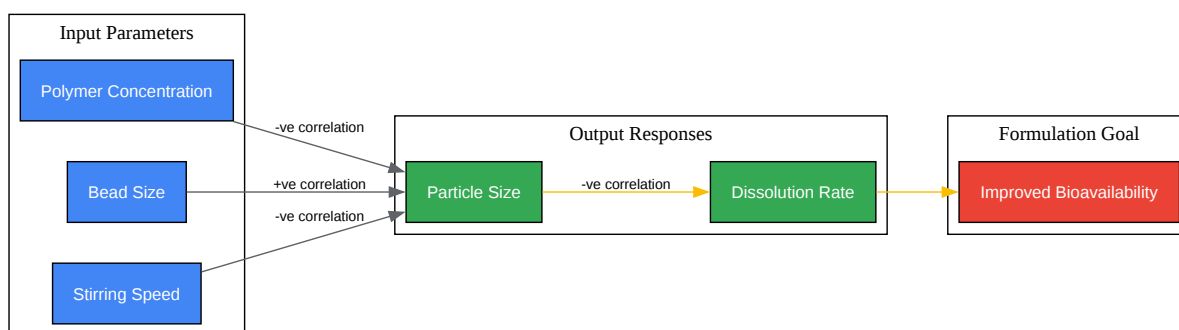 Input Parameters
Polymer Concentration
-ve correlation
Output Responses
Formulation Goal
Bead Size
+ve correlation
Particle Size
-ve correlation
Dissolution Rate
Improved Bioavailability
-ve correlation
Stirring Speed